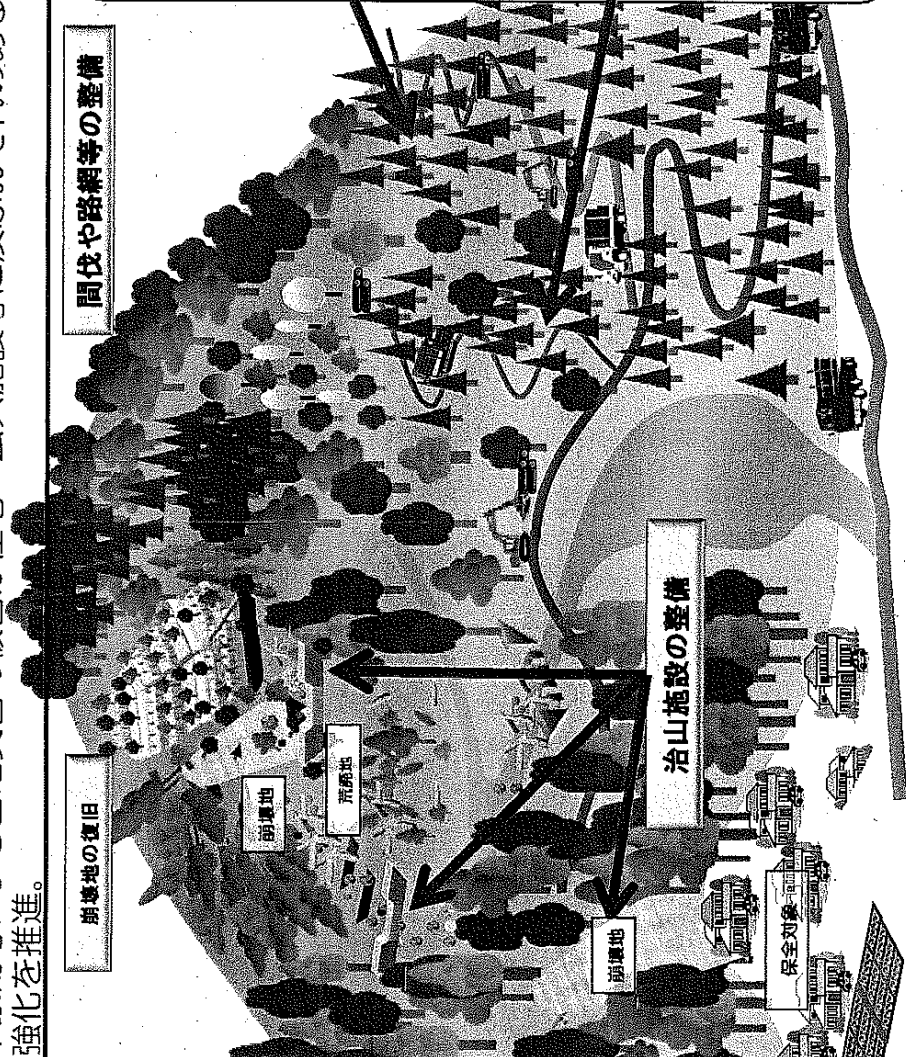 強化を推進。
崩壊地の復旧
間伐や路網等の整備
崩壊地
荒廃地
治山施設の整備
崩壊地
保全対象